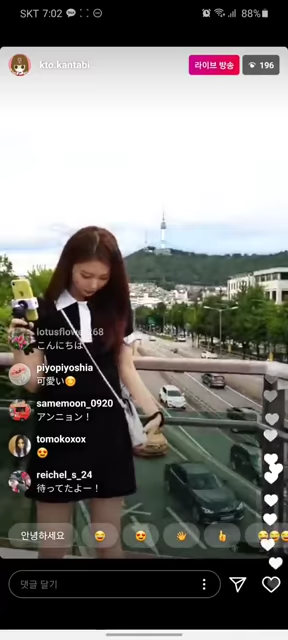 SKT 7:02
88%
kto.kantabi
라이브 방송
196
lotusflower.168
こんにちは
piyopiyoshia
可愛い
samemoon_0920
アンニョン！
tomokoxox
reichel_s_24
待ってたよー！
안녕하세요
댓글 달기